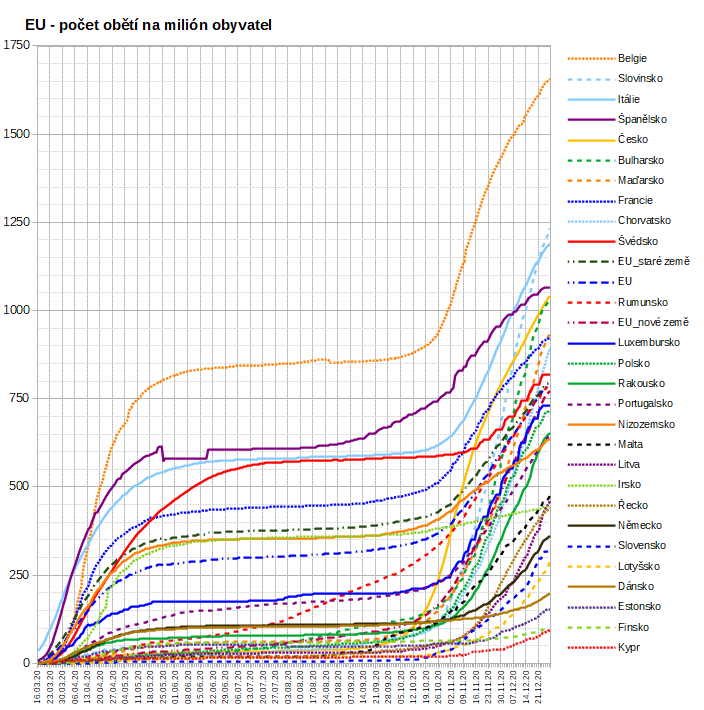 EU - počet obětí na milión obyvatel
1750
1500
1250
1000
750
500
250
0
16.03.20
23.03.20
30.03.20
06.04.20
13.04.20
20.04.20
27.04.20
04.05.20
11.05.20
18.05.20
25.05.20
01.06.20
08.06.20
15.06.20
22.06.20
29.06.20
06.07.20
13.07.20
20.07.20
27.07.20
03.08.20
10.08.20
17.08.20
24.08.20
31.08.20
07.09.20
14.09.20
21.09.20
28.09.20
05.10.20
12.10.20
19.10.20
26.10.20
02.11.20
09.11.20
16.11.20
23.11.20
30.11.20
07.12.20
14.12.20
21.12.20
Belgie
Slovinsko
Itálie
Španělsko
Česko
Bulharsko
Maďarsko
Francie
Chorvatsko
Švédsko
EU_staré země
EU
Rumunsko
EU_nové země
Luxembursko
Polsko
Rakousko
Portugalsko
Nizozemsko
Malta
Litva
Irsko
Řecko
Německo
Slovensko
Lotyšsko
Dánsko
Estonsko
Finsko
Kypr